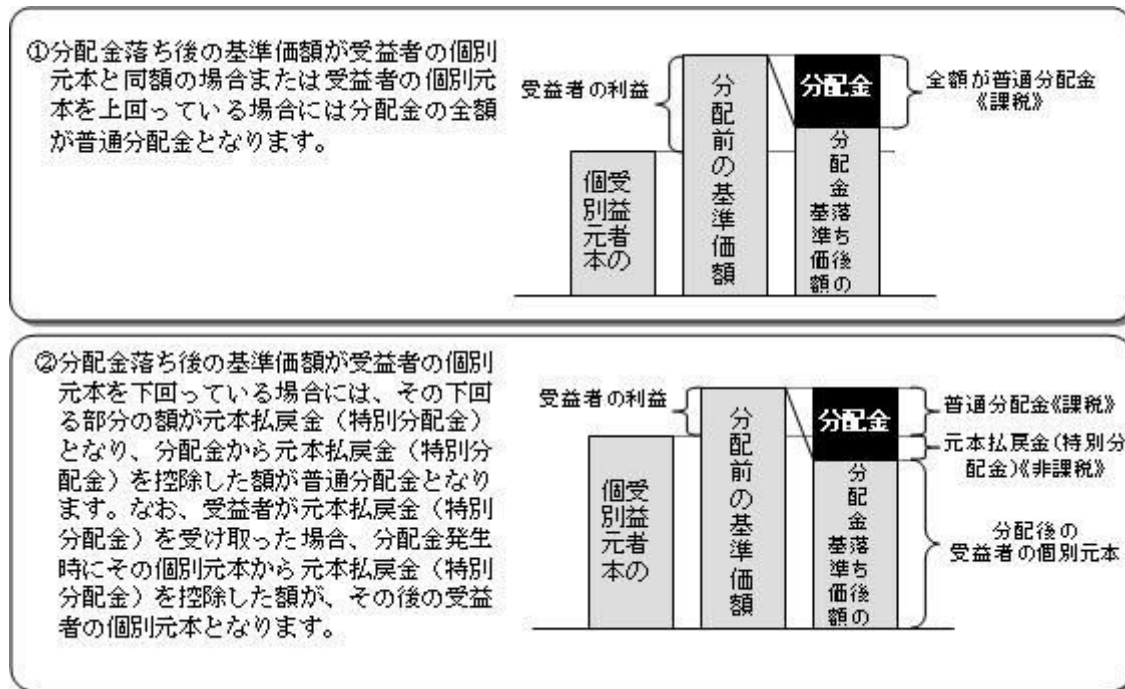 ①分配金落ち後の基準価額が受益者の個別
元本と同額の場合または受益者の個別元
本を上回っている場合には分配金の全額
が普通分配金となります。
受益者の利益
受益者の
個別元本
分配前の基準価額
分配金
分配金落ち後の
基準価額
全額が普通分配金
《課税》
②分配金落ち後の基準価額が受益者の個別
元本を下回っている場合には、その下回
る部分の額が元本払戻金（特別分配金）
となり、分配金から元本払戻金（特別分
配金）を控除した額が普通分配金となり
ます。なお、受益者が元本払戻金（特別
分配金）を受け取った場合、分配金発生
時にその個別元本から元本払戻金（特別
分配金）を控除した額が、その後の受益
者の個別元本となります。
受益者の利益
受益者の
個別元本
分配前の基準価額
分配金
分配金落ち後の
基準価額
普通分配金《課税》
元本払戻金（特別分
配金）《非課税》
分配後の
受益者の個別元本